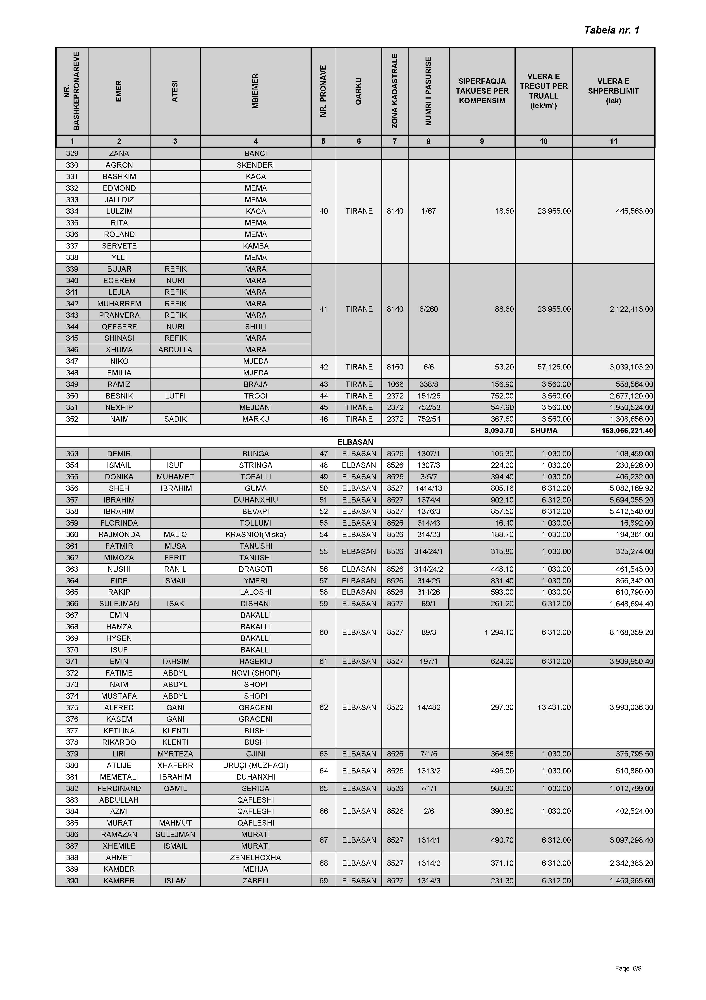 Tabela nr. 1
NR. BASHKEPRONAREVE EMER ATESI MBIEMER NR. PRONAVE QARKU ZONA KADASTRALE NUMRI I PASURISE SIPERFAQJA TAKUESE PER KOMPENSIM VLERA E TREGUT PER TRUALL (lek/m²) VLERA E SHPERBLIMIT (lek)
1 2 3 4 5 6 7 8 9 10 11
329 ZANA BANCI
330 AGRON SKENDERI
331 BASHKIM KACA
332 EDMOND MEMA
333 JALLDIZ MEMA
334 LULZIM KACA 40 TIRANE 8140 1/67 18.60 23,955.00 445,563.00
335 RITA MEMA
336 ROLAND MEMA
337 SERVETE KAMBA
338 YLLI MEMA
339 BUJAR REFIK MARA
340 EQEREM NURI MARA
341 LEJLA REFIK MARA
342 MUHARREM REFIK MARA
41 TIRANE 8140 6/260 88.60 23,955.00 2,122,413.00
343 PRANVERA REFIK MARA
344 QEFSERE NURI SHULI
345 SHINASI REFIK MARA
346 XHUMA ABDULLA MARA
347 NIKO MJEDA
42 TIRANE 8160 6/6 53.20 57,126.00 3,039,103.20
348 EMILIA MJEDA
349 RAMIZ BRAJA 43 TIRANE 1066 338/8 156.90 3,560.00 558,564.00
350 BESNIK LUTFI TROCI 44 TIRANE 2372 151/26 752.00 3,560.00 2,677,120.00
351 NEXHIP MEJDANI 45 TIRANE 2372 752/53 547.90 3,560.00 1,950,524.00
352 NAIM SADIK MARKU 46 TIRANE 2372 752/54 367.60 3,560.00 1,308,656.00
8,093.70 SHUMA 168,056,221.40
ELBASAN
353 DEMIR BUNGA 47 ELBASAN 8526 1307/1 105.30 1,030.00 108,459.00
354 ISMAIL ISUF STRINGA 48 ELBASAN 8526 1307/3 224.20 1,030.00 230,926.00
355 DONIKA MUHAMET TOPALLI 49 ELBASAN 8526 3/5/7 394.40 1,030.00 406,232.00
356 SHEH IBRAHIM GUMA 50 ELBASAN 8527 1414/13 805.16 6,312.00 5,082,169.92
357 IBRAHIM DUHANXHIU 51 ELBASAN 8527 1374/4 902.10 6,312.00 5,694,055.20
358 IBRAHIM BEVAPI 52 ELBASAN 8527 1376/3 857.50 6,312.00 5,412,540.00
359 FLORINDA TOLLUMI 53 ELBASAN 8526 314/43 16.40 1,030.00 16,892.00
360 RAJMONDA MALIQ KRASNIQI(Miska) 54 ELBASAN 8526 314/23 188.70 1,030.00 194,361.00
361 FATMIR MUSA TANUSHI
55 ELBASAN 8526 314/24/1 315.80 1,030.00 325,274.00
362 MIMOZA FERIT TANUSHI
363 NUSHI RANIL DRAGOTI 56 ELBASAN 8526 314/24/2 448.10 1,030.00 461,543.00
364 FIDE ISMAIL YMERI 57 ELBASAN 8526 314/25 831.40 1,030.00 856,342.00
365 RAKIP LALOSHI 58 ELBASAN 8526 314/26 593.00 1,030.00 610,790.00
366 SULEJMAN ISAK DISHANI 59 ELBASAN 8527 89/1 261.20 6,312.00 1,648,694.40
367 EMIN BAKALLI
368 HAMZA BAKALLI
60 ELBASAN 8527 89/3 1,294.10 6,312.00 8,168,359.20
369 HYSEN BAKALLI
370 ISUF BAKALLI
371 EMIN TAHSIM HASEKIU 61 ELBASAN 8527 197/1 624.20 6,312.00 3,939,950.40
372 FATIME ABDYL NOVI (SHOPI)
373 NAIM ABDYL SHOPI
374 MUSTAFA ABDYL SHOPI
375 ALFRED GANI GRACENI 62 ELBASAN 8522 14/482 297.30 13,431.00 3,993,036.30
376 KASEM GANI GRACENI
377 KETLINA KLENTI BUSHI
378 RIKARDO KLENTI BUSHI
379 LIRI MYRTEZA GJINI 63 ELBASAN 8526 7/1/6 364.85 1,030.00 375,795.50
380 ATLIJE XHAFERR URUÇI (MUZHAQI)
64 ELBASAN 8526 1313/2 496.00 1,030.00 510,880.00
381 MEMETALI IBRAHIM DUHANXHI
382 FERDINAND QAMIL SERICA 65 ELBASAN 8526 7/1/1 983.30 1,030.00 1,012,799.00
383 ABDULLAH QAFLESHI
384 AZMI QAFLESHI 66 ELBASAN 8526 2/6 390.80 1,030.00 402,524.00
385 MURAT MAHMUT QAFLESHI
386 RAMAZAN SULEJMAN MURATI
67 ELBASAN 8527 1314/1 490.70 6,312.00 3,097,298.40
387 XHEMILE ISMAIL MURATI
388 AHMET ZENELHOXHA
68 ELBASAN 8527 1314/2 371.10 6,312.00 2,342,383.20
389 KAMBER MEHJA
390 KAMBER ISLAM ZABELI 69 ELBASAN 8527 1314/3 231.30 6,312.00 1,459,965.60
Faqe 6/9